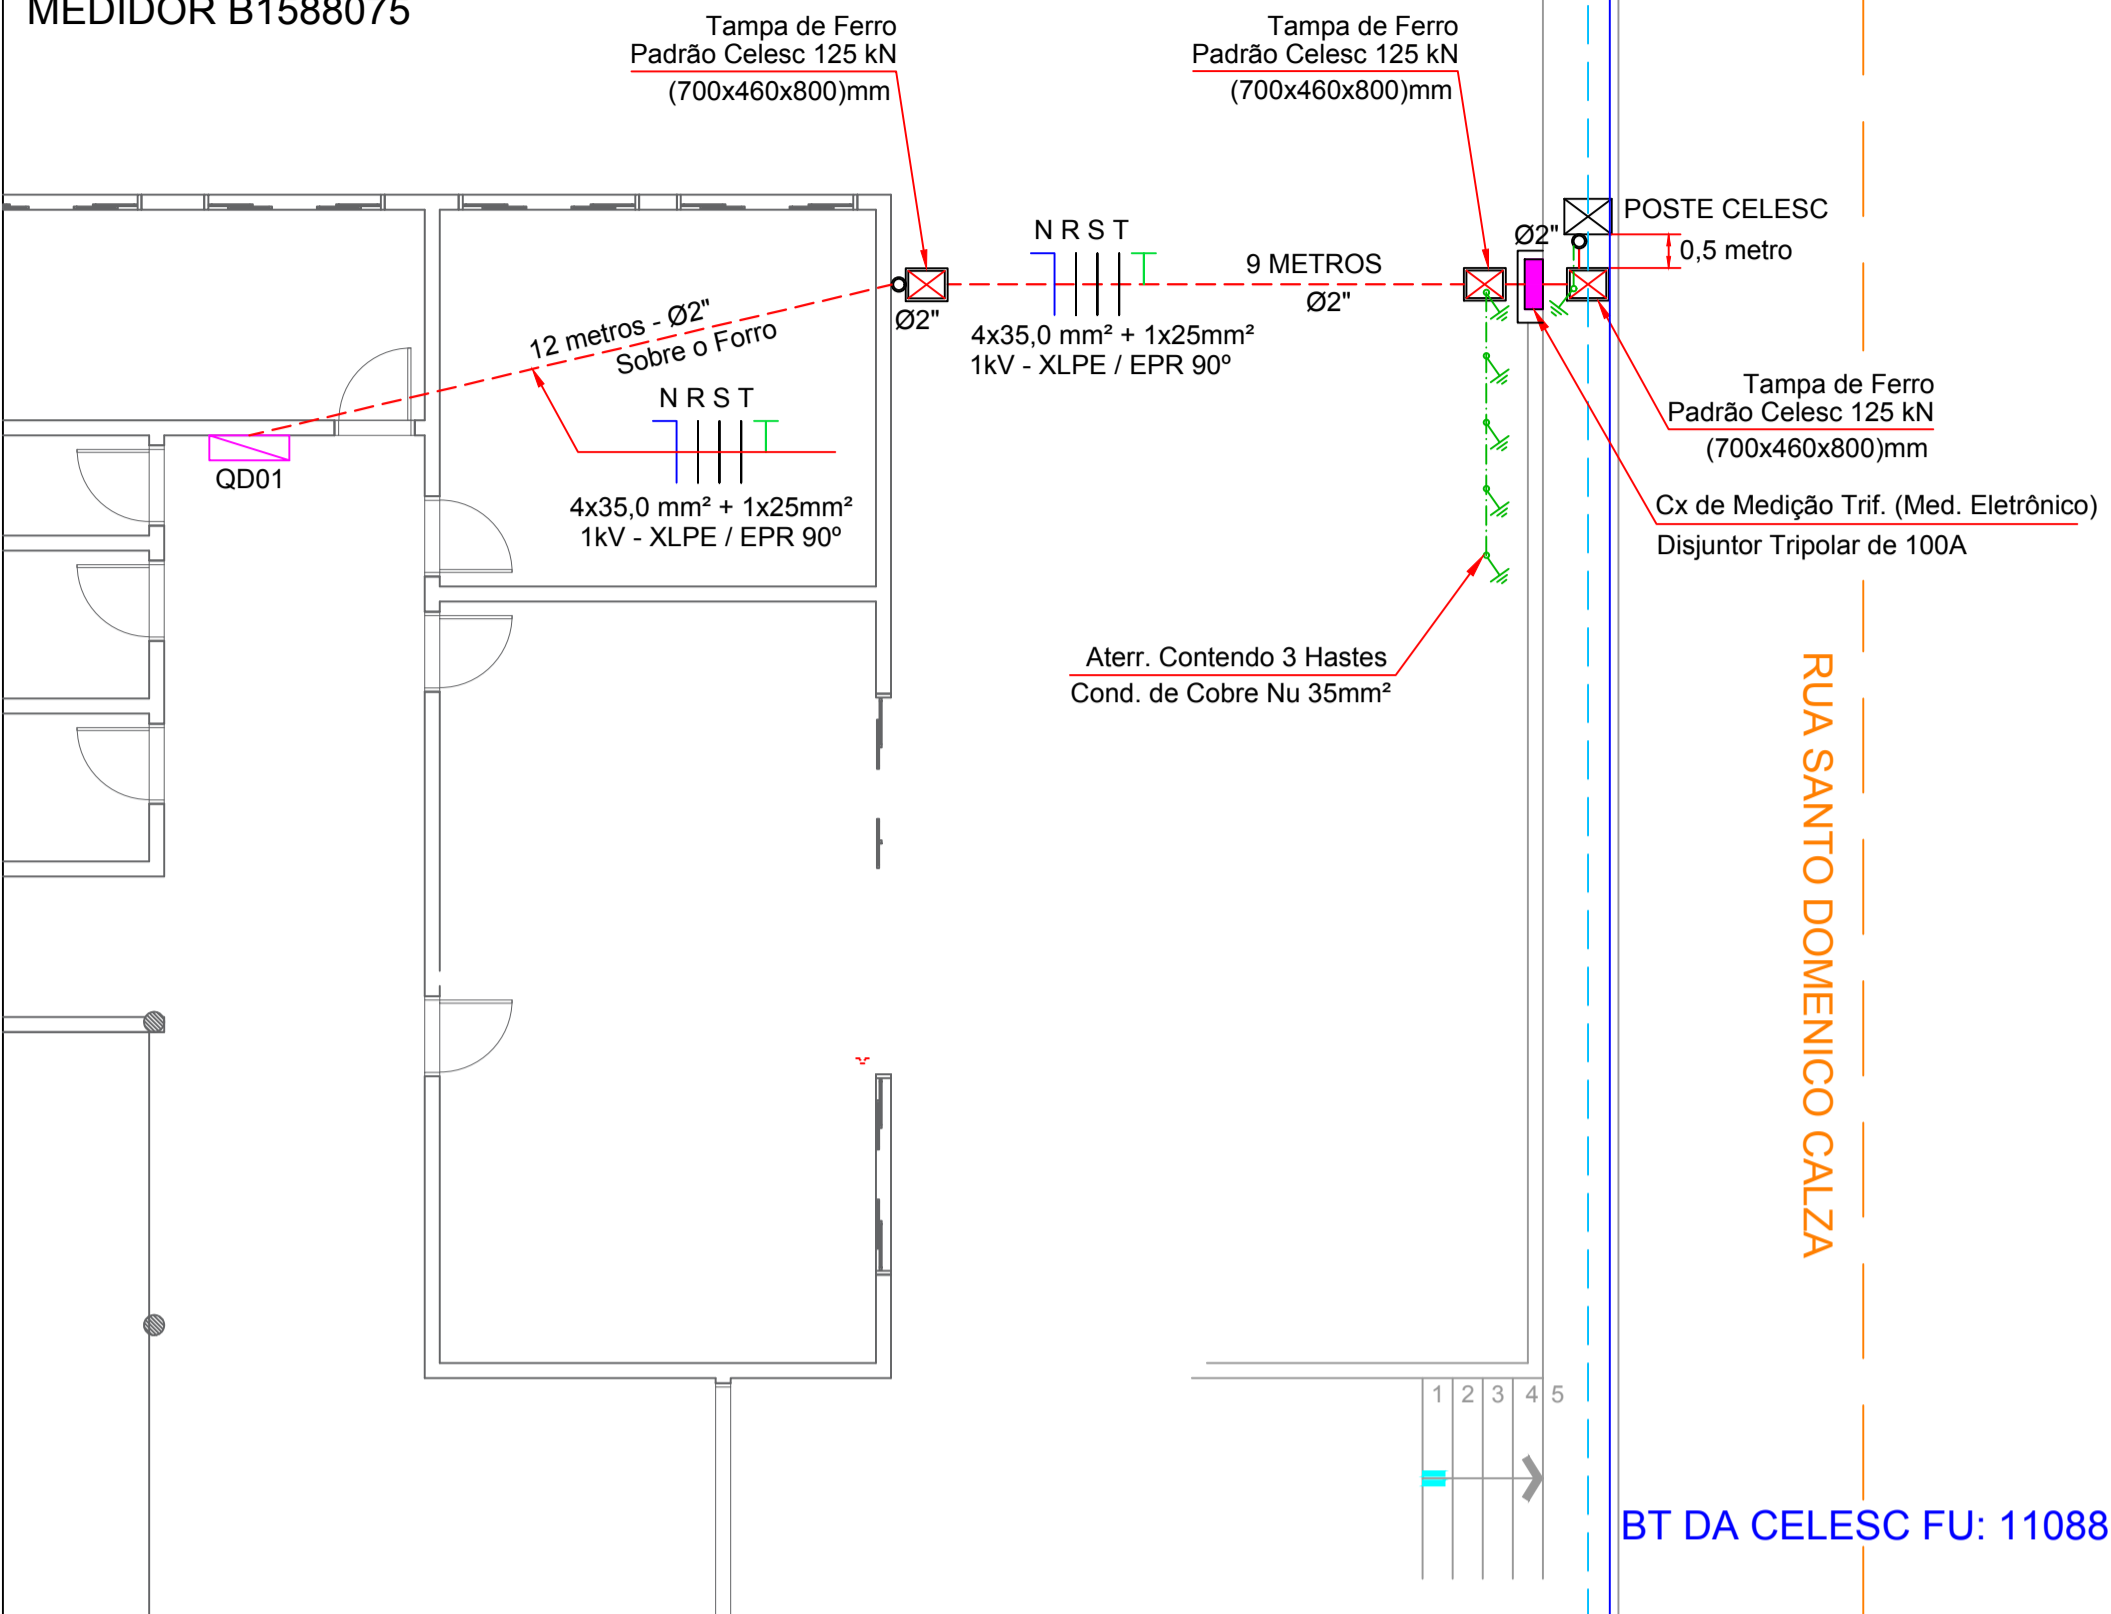 MEDIDOR B1588075
Tampa de Ferro
Padrão Celesc 125 kN
(700x460x800)mm
Tampa de Ferro
Padrão Celesc 125 kN
(700x460x800)mm
POSTE CELESC
0,5 metro
Ø2"
N R S T
9 METROS
Ø2"
Ø2"
4x35,0 mm² + 1x25mm²
1kV - XLPE / EPR 90º
12 metros - Ø2"
Sobre o Forro
N R S T
4x35,0 mm² + 1x25mm²
1kV - XLPE / EPR 90º
QD01
Tampa de Ferro
Padrão Celesc 125 kN
(700x460x800)mm
Cx de Medição Trif. (Med. Eletrônico)
Disjuntor Tripolar de 100A
Aterr. Contendo 3 Hastes
Cond. de Cobre Nu 35mm²
RUA SANTO DOMENICO CALZA
1 2 3 4 5
BT DA CELESC FU: 11088